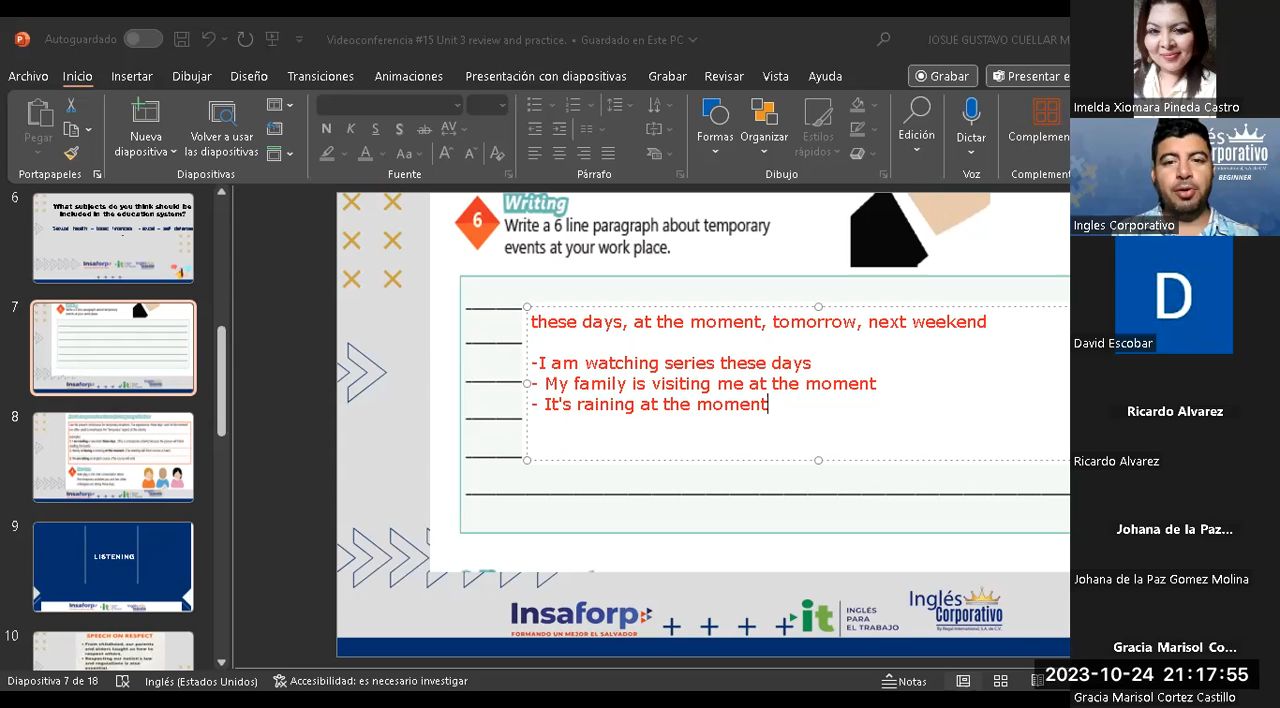 Autoguardado
Videoconferencia #15 Unit 3 review and practice. • Guardado en Este PC
JOSUE GUSTAVO CUELLAR M
Archivo Inicio Insertar Dibujar Diseño Transiciones Animaciones Presentación con diapositivas Grabar Revisar Vista Ayuda
Grabar
Presentar e
Pegar
Nueva diapositiva
Volver a usar las diapositivas
Formas
Organizar
Estilos rápidos
Edición
Dictar
Complemen
Portapapeles
Diapositivas
Fuente
Párrafo
Dibujo
Voz
Complement
6
What subjects do you think should be
included in the education system?
7
8
9
LISTENING
10
SPEECH ON RESPECT
6
Writing
Write a 6 line paragraph about temporary
events at your work place.
these days, at the moment, tomorrow, next weekend
-I am watching series these days
- My family is visiting me at the moment
- It's raining at the moment
Insaforp
FORMANDO UN MEJOR EL SALVADOR
it
INGLÉS
PARA
EL TRABAJO
Inglés
Corporativo
Diapositiva 7 de 18
Inglés (Estados Unidos)
Accesibilidad: es necesario investigar
Notas
Imelda Xiomara Pineda Castro
BEGINNER
Ingles Corporativo
D
David Escobar
Ricardo Alvarez
Ricardo Alvarez
Johana de la Paz...
Johana de la Paz Gomez Molina
Gracia Marisol Co...
2023-10-24 21:17:55
Gracia Marisol Cortez Castillo